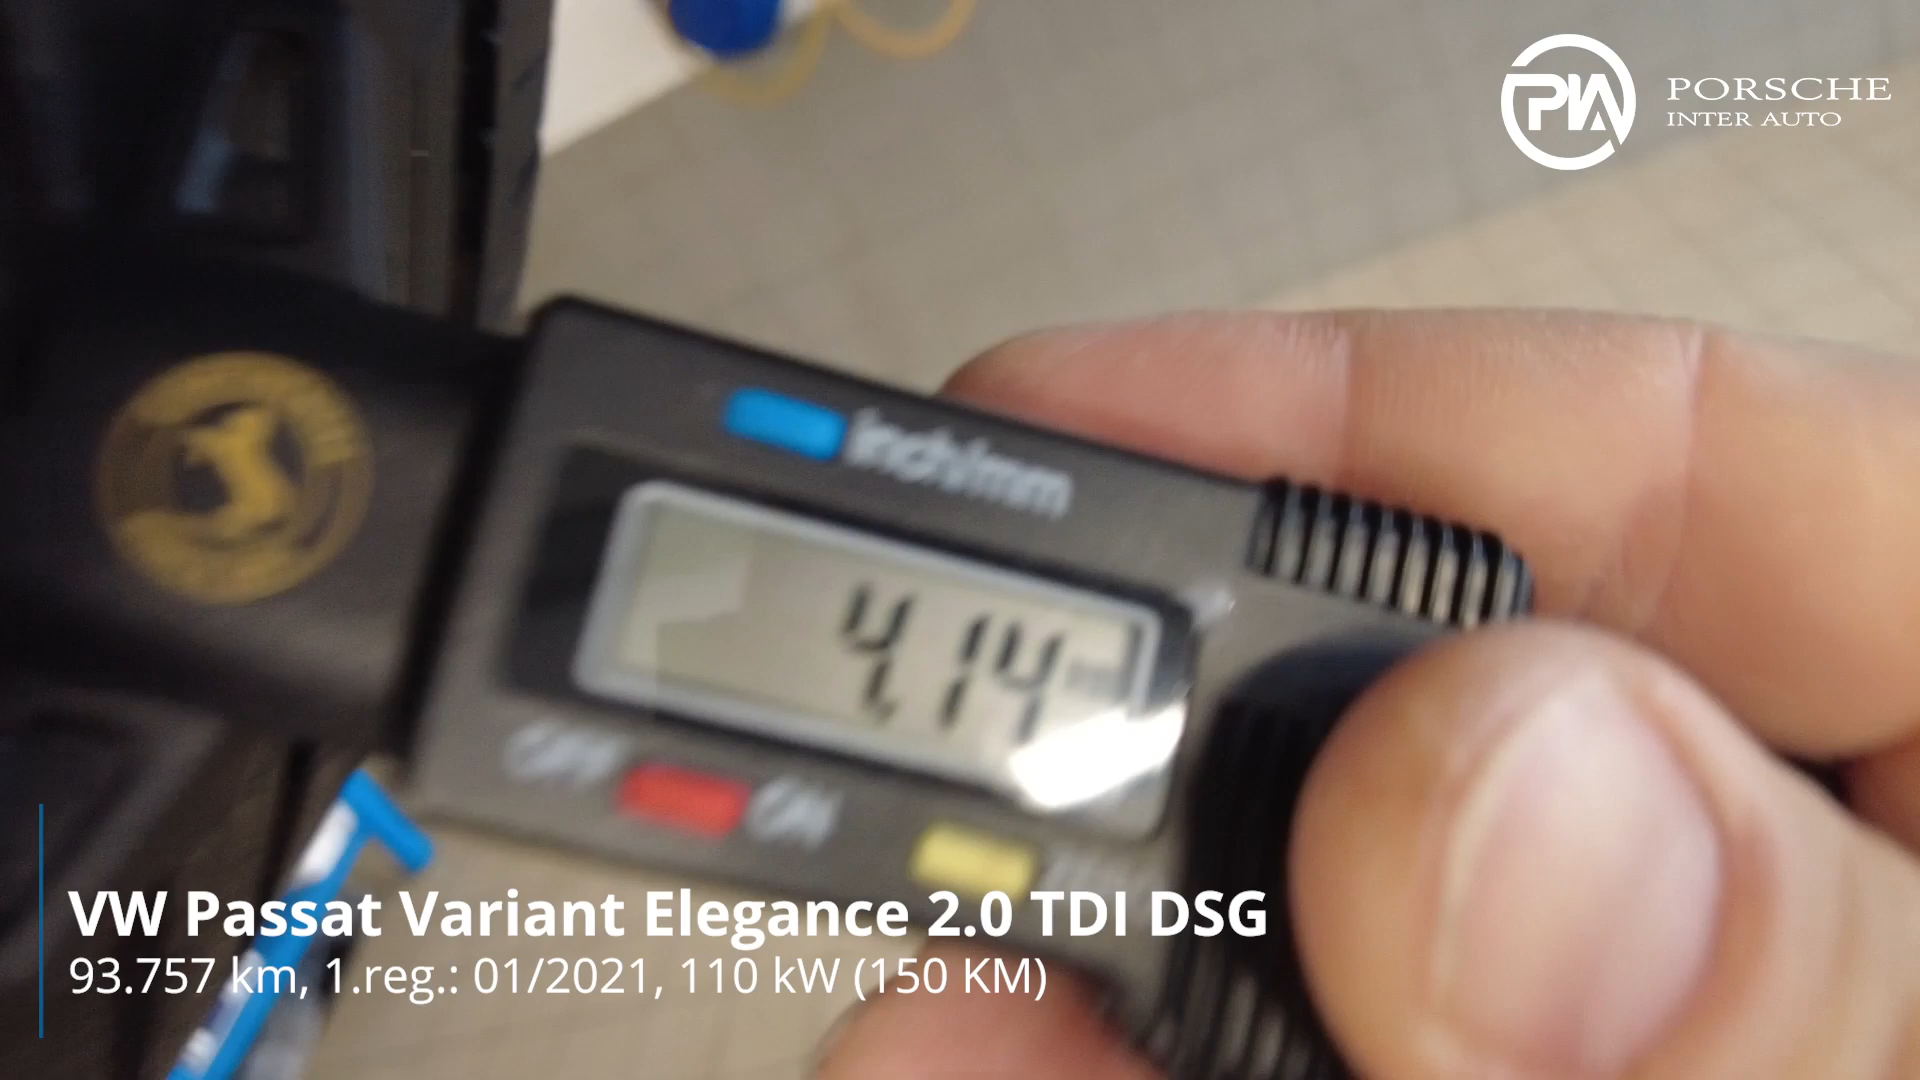 PIA
PORSCHE
INTER AUTO
inch/mm
4.14
OFF ON
VW Passat Variant Elegance 2.0 TDI DSG
93.757 km, 1.reg.: 01/2021, 110 kW (150 KM)